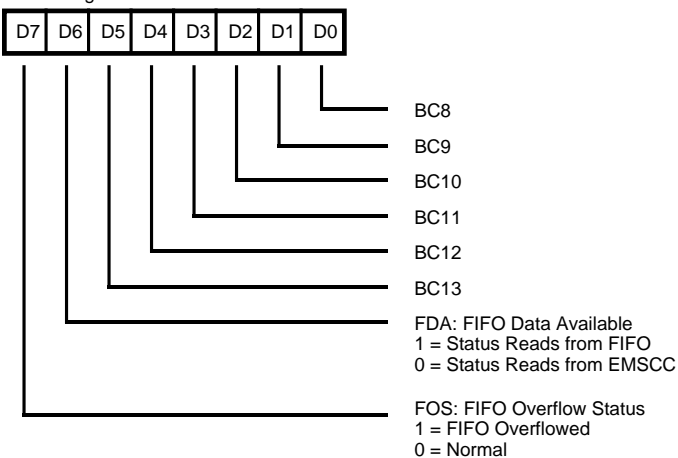 D7 D6 D5 D4 D3 D2 D1 D0
BC8
BC9
BC10
BC11
BC12
BC13
FDA: FIFO Data Available
1 = Status Reads from FIFO
0 = Status Reads from EMSCC
FOS: FIFO Overflow Status
1 = FIFO Overflowed
0 = Normal